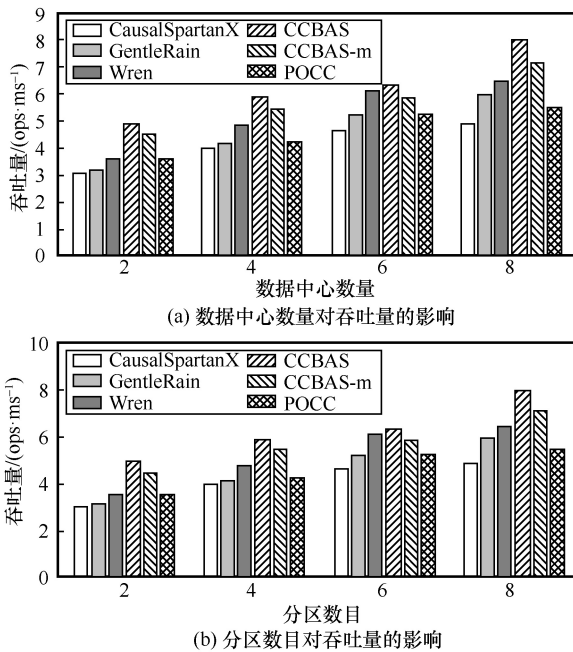 9
8
7
6
5
4
3
2
1
0
吞吐量/(ops·ms⁻¹)
CausalSpartanX
GentleRain
Wren
CCBAS
CCBAS-m
POCC
2 4 6 8
数据中心数量
(a) 数据中心数量对吞吐量的影响
10
8
6
4
2
0
吞吐量/(ops·ms⁻¹)
CausalSpartanX
GentleRain
Wren
CCBAS
CCBAS-m
POCC
2 4 6 8
分区数目
(b) 分区数目对吞吐量的影响